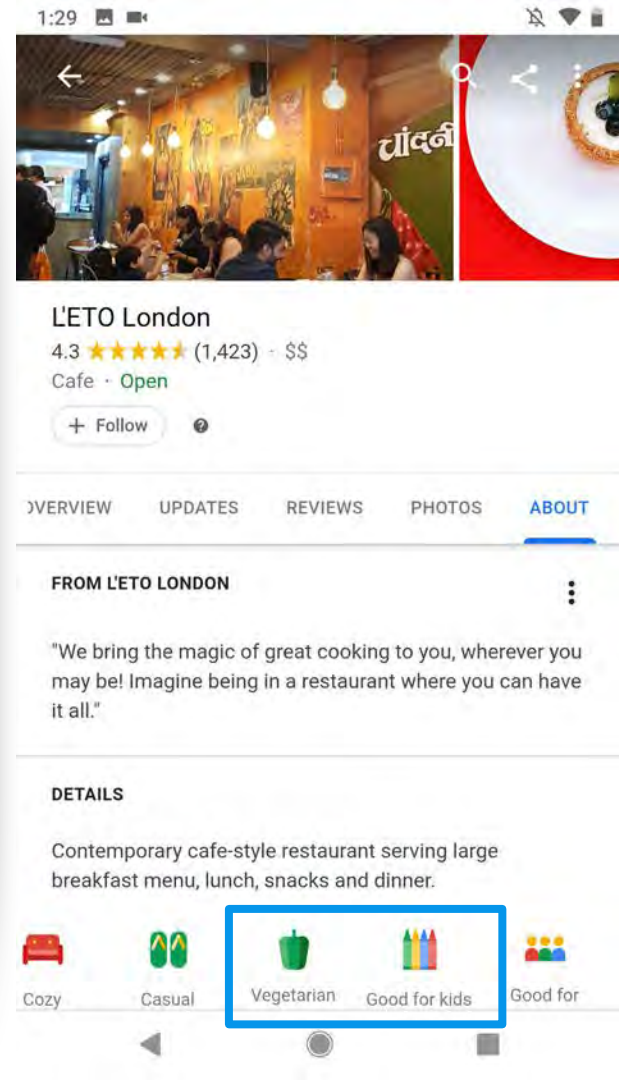 1:29
चांदनी
L'ETO London
4.3 (1,423) · $$
Cafe · Open
+ Follow
OVERVIEW UPDATES REVIEWS PHOTOS ABOUT
FROM L'ETO LONDON
"We bring the magic of great cooking to you, wherever you
may be! Imagine being in a restaurant where you can have
it all."
DETAILS
Contemporary cafe-style restaurant serving large
breakfast menu, lunch, snacks and dinner.
Cozy Casual Vegetarian Good for kids Good for